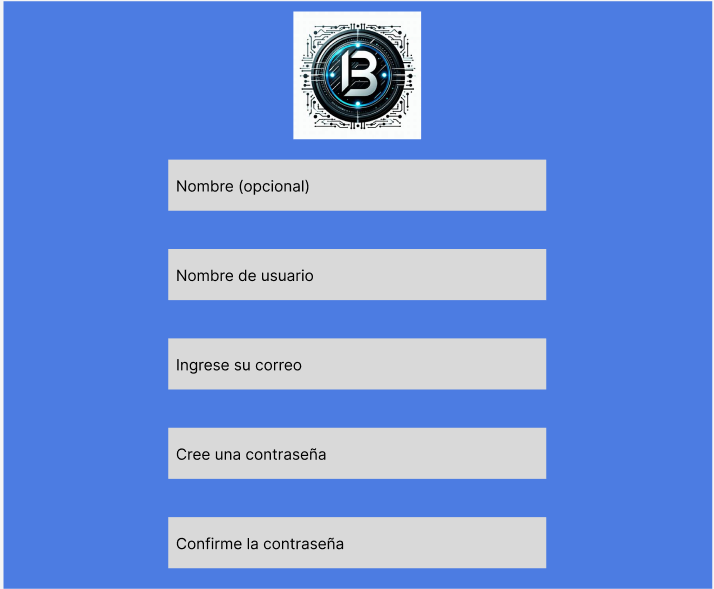 B
Nombre (opcional)
Nombre de usuario
Ingrese su correo
Cree una contraseña
Confirme la contraseña